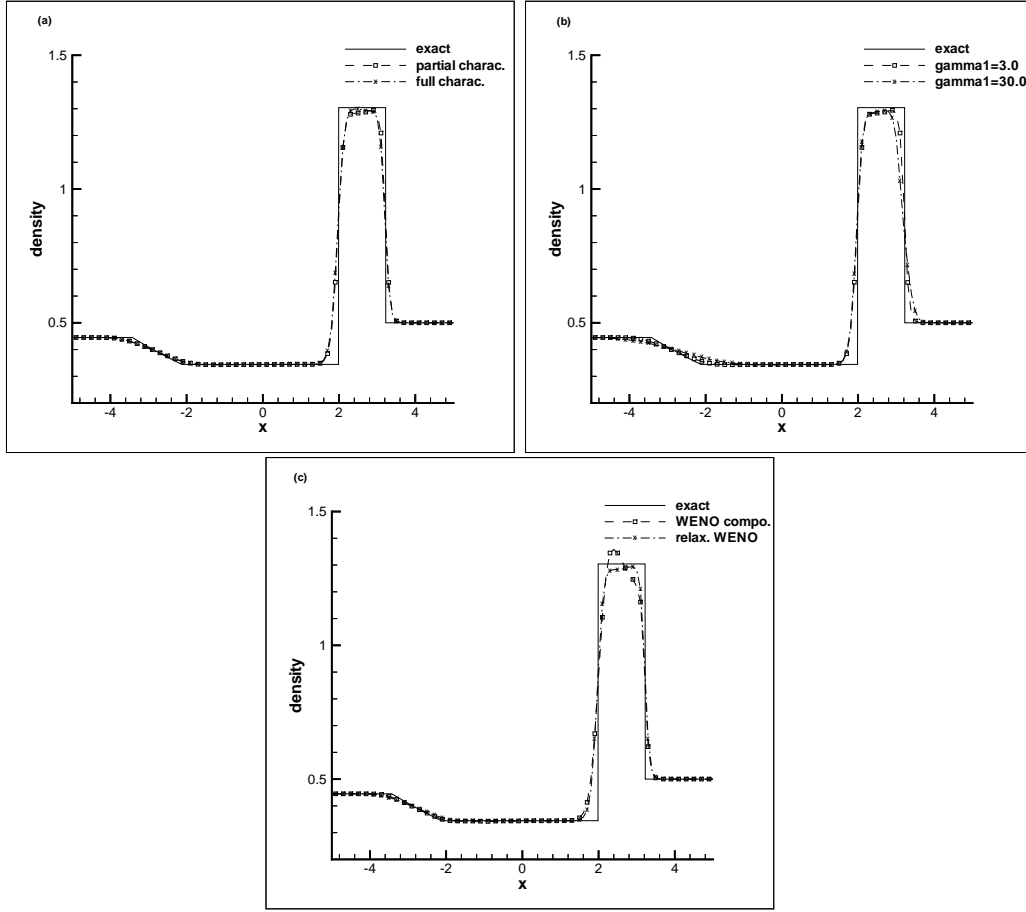 (a)
exact
partial charac.
full charac.
1.5
1
0.5
density
-4
-2
0
2
4
x
(b)
exact
gamma1=3.0
gamma1=30.0
1.5
1
0.5
density
-4
-2
0
2
4
x
(c)
exact
WENO compo.
relax. WENO
1.5
1
0.5
density
-4
-2
0
2
4
x